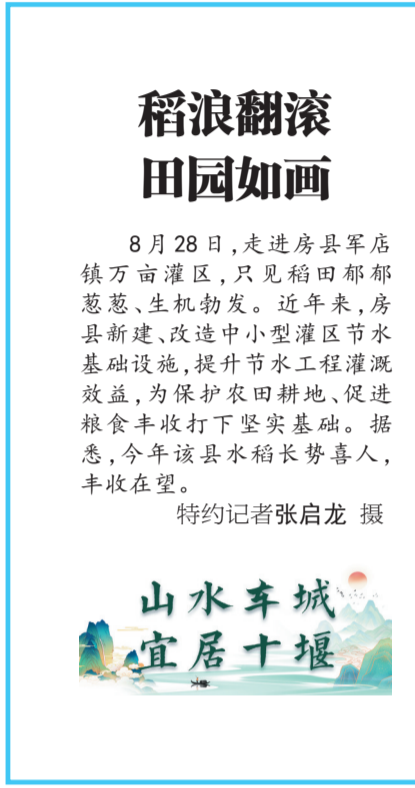 稻浪翻滚
田园如画
8月28日,走进房县军店
镇万亩灌区,只见稻田郁郁
葱葱、生机勃发。近年来,房
县新建、改造中小型灌区节水
基础设施,提升节水工程灌溉
效益,为保护农田耕地、促进
粮食丰收打下坚实基础。据
悉,今年该县水稻长势喜人,
丰收在望。
特约记者张启龙 摄
山水车城
宜居十堰